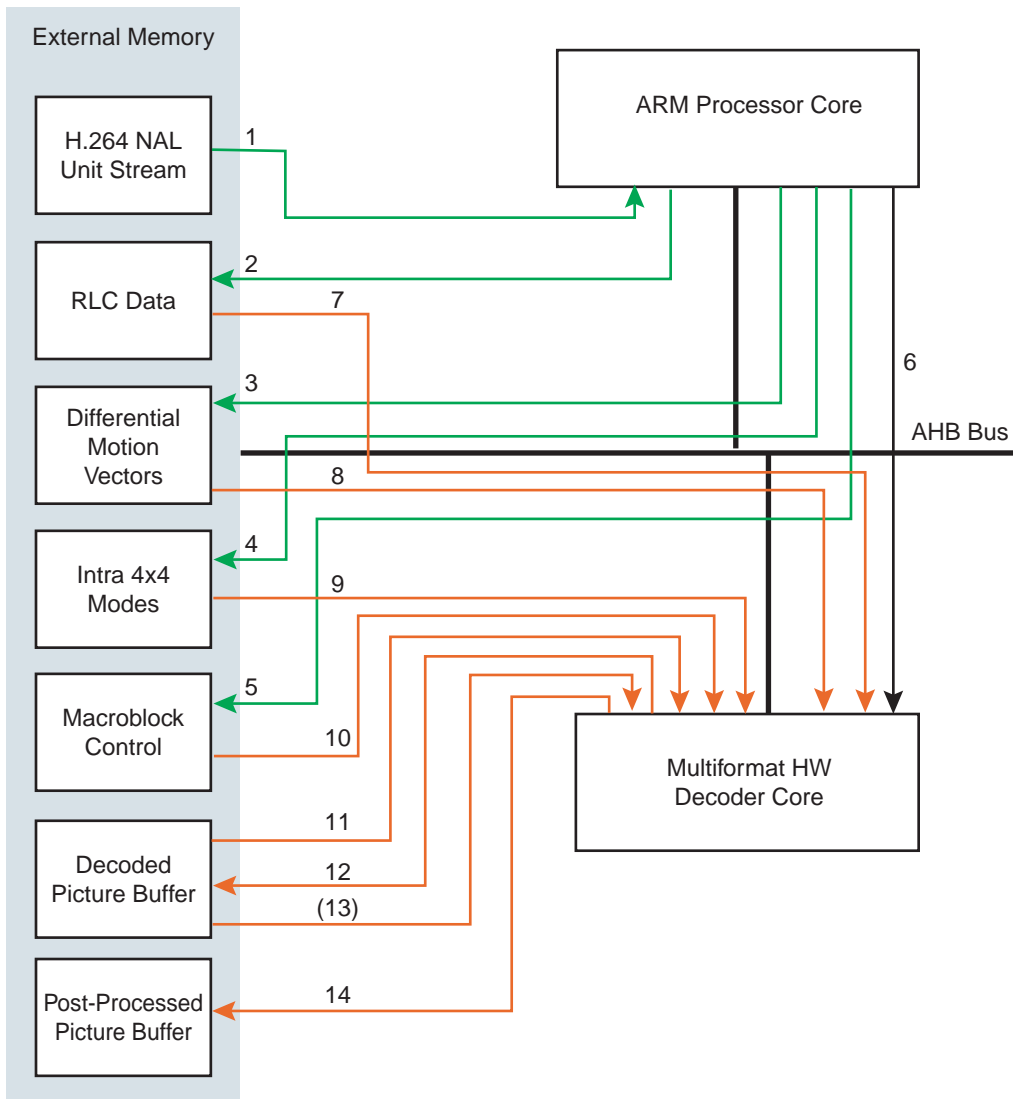 External Memory
ARM Processor Core
H.264 NAL
Unit Stream
1
RLC Data
2
7
6
Differential
Motion
Vectors
3
AHB Bus
8
Intra 4x4
Modes
4
9
Macroblock
Control
5
10
Multiformat HW
Decoder Core
Decoded
Picture Buffer
11
12
(13)
Post-Processed
Picture Buffer
14